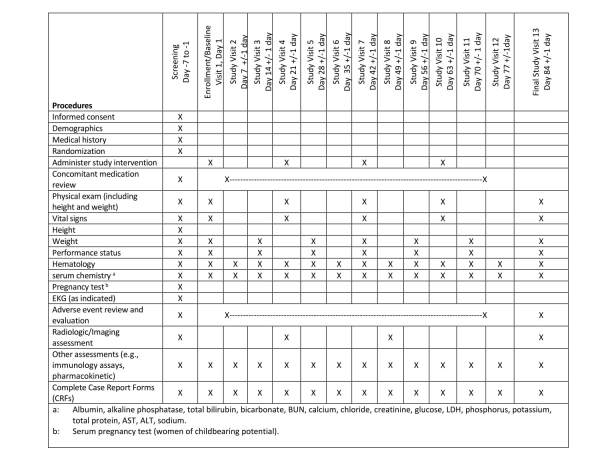 Procedures
Screening
Day -7 to -1
Enrollment/Baseline
Visit 1, Day 1
Study Visit 2
Day 7 +/-1 day
Study Visit 3
Day 14 +/-1 day
Study Visit 4
Day 21 +/-1 day
Study Visit 5
Day 28 +/-1 day
Study Visit 6
Day 35 +/-1 day
Study Visit 7
Day 42 +/-1 day
Study Visit 8
Day 49 +/-1 day
Study Visit 9
Day 56 +/-1 day
Study Visit 10
Day 63 +/-1 day
Study Visit 11
Day 70 +/-1 day
Study Visit 12
Day 77 +/-1day
Final Study Visit 13
Day 84 +/-1 day
Informed consent X
Demographics X
Medical history X
Randomization X
Administer study intervention X X X X
Concomitant medication
review X X----------------------------------------------------------------------------------------X
Physical exam (including
height and weight) X X X X X X
Vital signs X X X X X X
Height X
Weight X X X X X X X X
Performance status X X X X X X X X
Hematology X X X X X X X X X X X X X X
serum chemistry a X X X X X X X X X X X X X X
Pregnancy test b X
EKG (as indicated) X
Adverse event review and
evaluation X----------------------------------------------------------------------------------------X X
Radiologic/Imaging
assessment X X X X
Other assessments (e.g.,
immunology assays,
pharmacokinetic) X X X X X X X X X X X X X X
Complete Case Report Forms
(CRFs) X X X X X X X X X X X X X X
a: Albumin, alkaline phosphatase, total bilirubin, bicarbonate, BUN, calcium, chloride, creatinine, glucose, LDH, phosphorus, potassium,
total protein, AST, ALT, sodium.
b: Serum pregnancy test (women of childbearing potential).